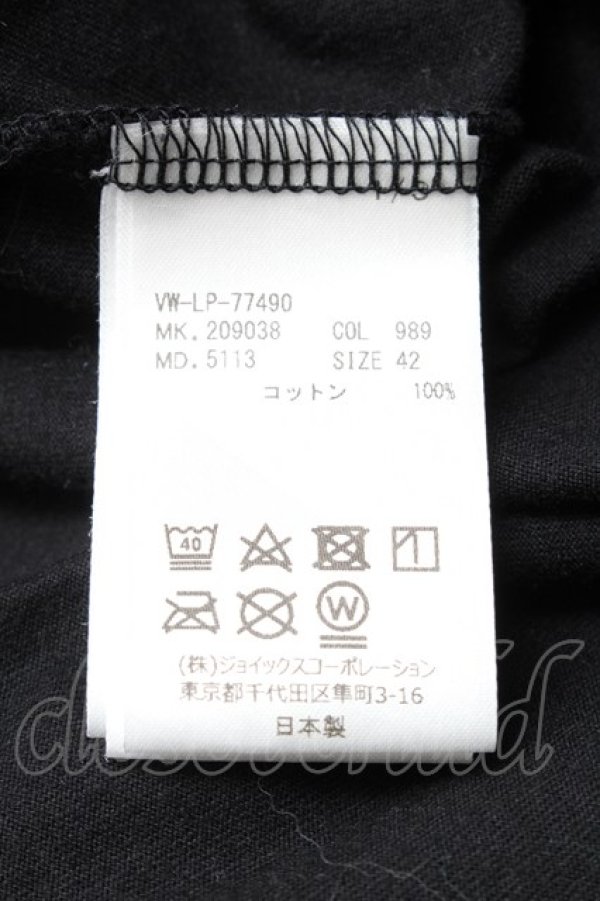 VW-LP-77490
MK. 209038 COL 989
MD. 5113 SIZE 42
コットン 100%
40
W
(株)ジョイックスコーポレーション
東京都千代田区隼町3-16
日本製